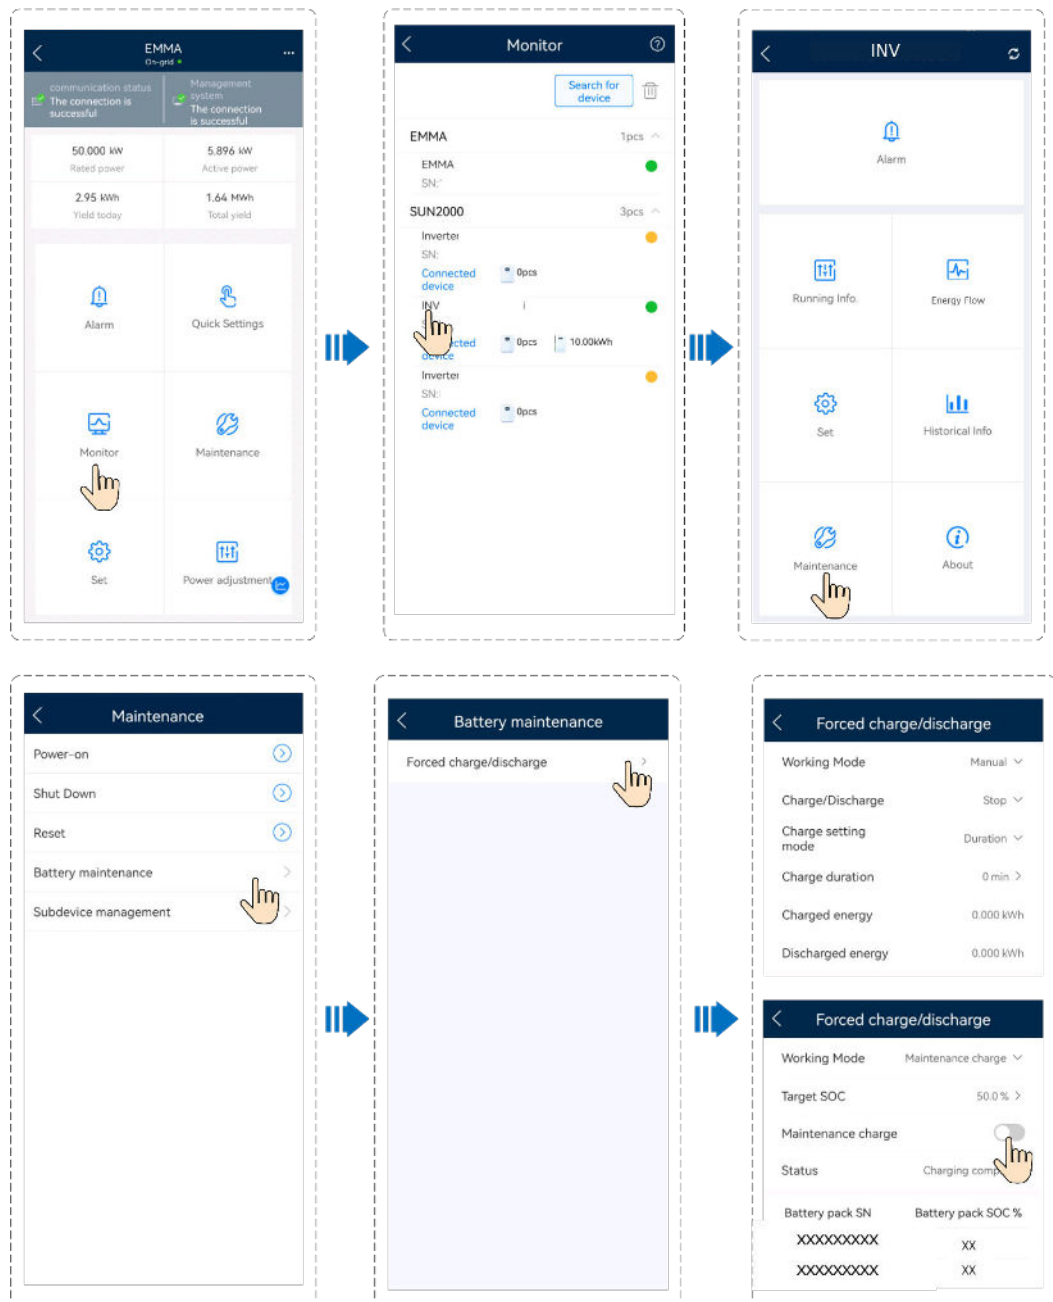 EMMA
On-grid
...
communication status
The connection is
successful
Management
system
The connection
is successful
50.000 kW
Rated power
5.896 kW
Active power
2.95 kWh
Yield today
1.64 MWh
Total yield
Alarm
Quick Settings
Monitor
Maintenance
Set
Power adjustment
Monitor
Search for
device
EMMA
1pcs
EMMA
SN:
SUN2000
3pcs
Inverter
SN:
Connected
device
0pcs
INV
0pcs
10.00kWh
device
Inverter
SN:
Connected
device
0pcs
INV
Alarm
Running Info.
Energy Flow
Set
Historical Info
Maintenance
About
Maintenance
Power-on
Shut Down
Reset
Battery maintenance
Subdevice management
Battery maintenance
Forced charge/discharge
Forced charge/discharge
Working Mode
Manual
Charge/Discharge
Stop
Charge setting
mode
Duration
Charge duration
0 min
Charged energy
0.000 kWh
Discharged energy
0.000 kWh
Forced charge/discharge
Working Mode
Maintenance charge
Target SOC
50.0 %
Maintenance charge
Status
Charging
Battery pack SN
Battery pack SOC %
XXXXXXXXX
XX
XXXXXXXXX
XX